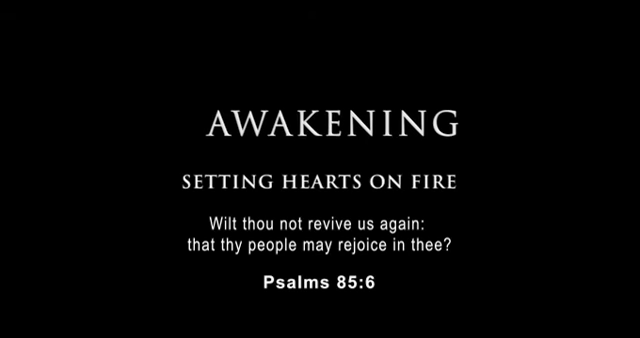 AWAKENING
SETTING HEARTS ON FIRE
Wilt thou not revive us again:
that thy people may rejoice in thee?
Psalms 85:6